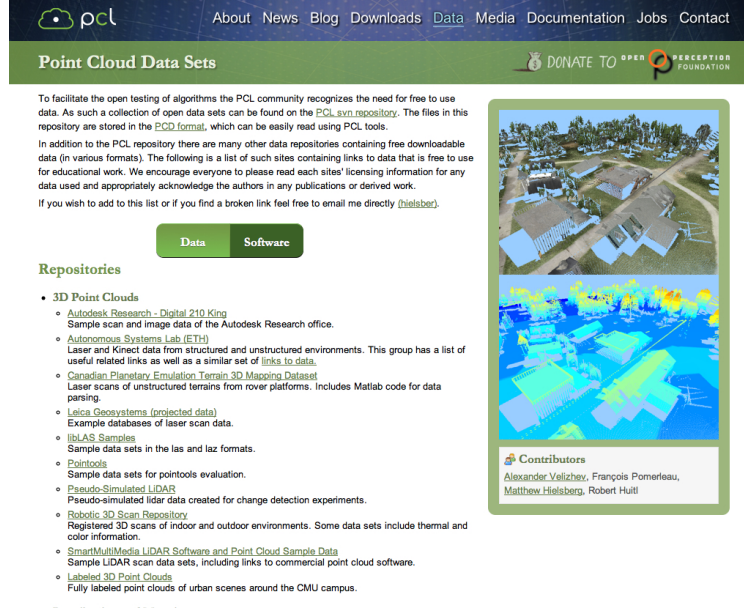 pcl
About News Blog Downloads Data Media Documentation Jobs Contact
Point Cloud Data Sets
DONATE TO OPEN PERCEPTION FOUNDATION
To facilitate the open testing of algorithms the PCL community recognizes the need for free to use
data. As such a collection of open data sets can be found on the PCL svn repository. The files in this
repository are stored in the PCD format, which can be easily read using PCL tools.
In addition to the PCL repository there are many other data repositories containing free downloadable
data (in various formats). The following is a list of such sites containing links to data that is free to use
for educational work. We encourage everyone to please read each sites' licensing information for any
data used and appropriately acknowledge the authors in any publications or derived work.
If you wish to add to this list or if you find a broken link feel free to email me directly (hielsber).
Data Software
Repositories
3D Point Clouds
Autodesk Research - Digital 210 King
Sample scan and image data of the Autodesk Research office.
Autonomous Systems Lab (ETH)
Laser and Kinect data from structured and unstructured environments. This group has a list of
useful related links as well as a similar set of links to data.
Canadian Planetary Emulation Terrain 3D Mapping Dataset
Laser scans of unstructured terrains from rover platforms. Includes Matlab code for data
parsing.
Leica Geosystems (projected data)
Example databases of laser scan data.
libLAS Samples
Sample data sets in the las and laz formats.
Pointools
Sample data sets for pointools evaluation.
Pseudo-Simulated LiDAR
Pseudo-simulated lidar data created for change detection experiments.
Robotic 3D Scan Repository
Registered 3D scans of indoor and outdoor environments. Some data sets include thermal and
color information.
SmartMultiMedia LiDAR Software and Point Cloud Sample Data
Sample LiDAR scan data sets, including links to commercial point cloud software.
Labeled 3D Point Clouds
Fully labeled point clouds of urban scenes around the CMU campus.
Contributors
Alexander Velizhev, François Pomerleau,
Matthew Hielsberg, Robert Huitl